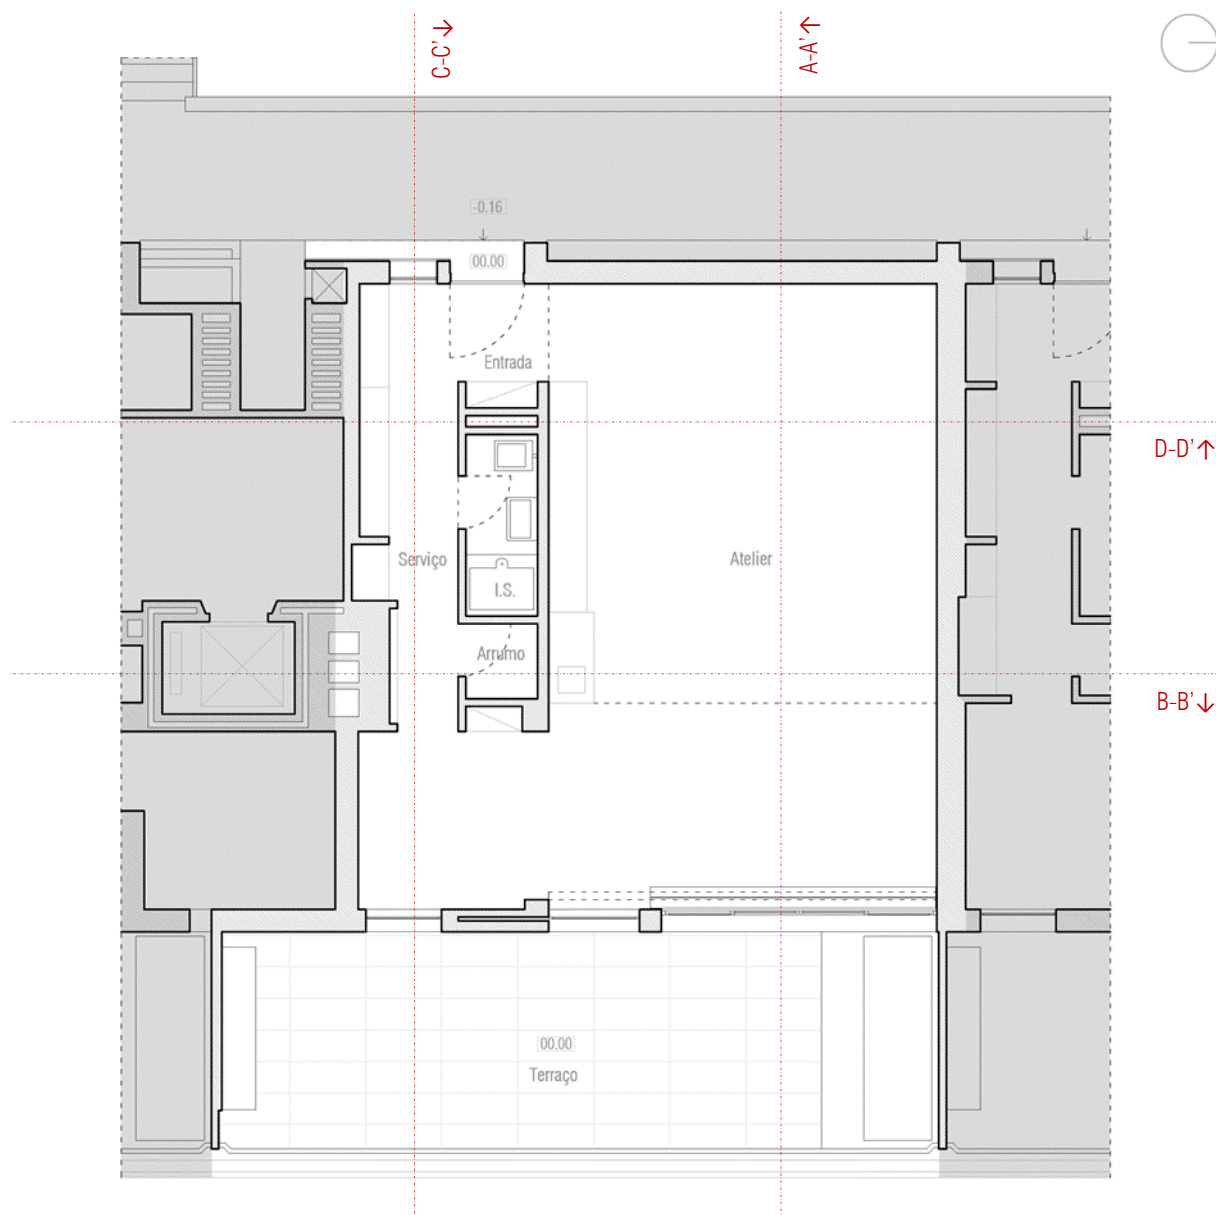 C-C'↓
A-A'↑
-0.16
00.00
Entrada
D-D'↑
Serviço
Atelier
I.S.
Arrumo
B-B'↓
00.00
Terraço